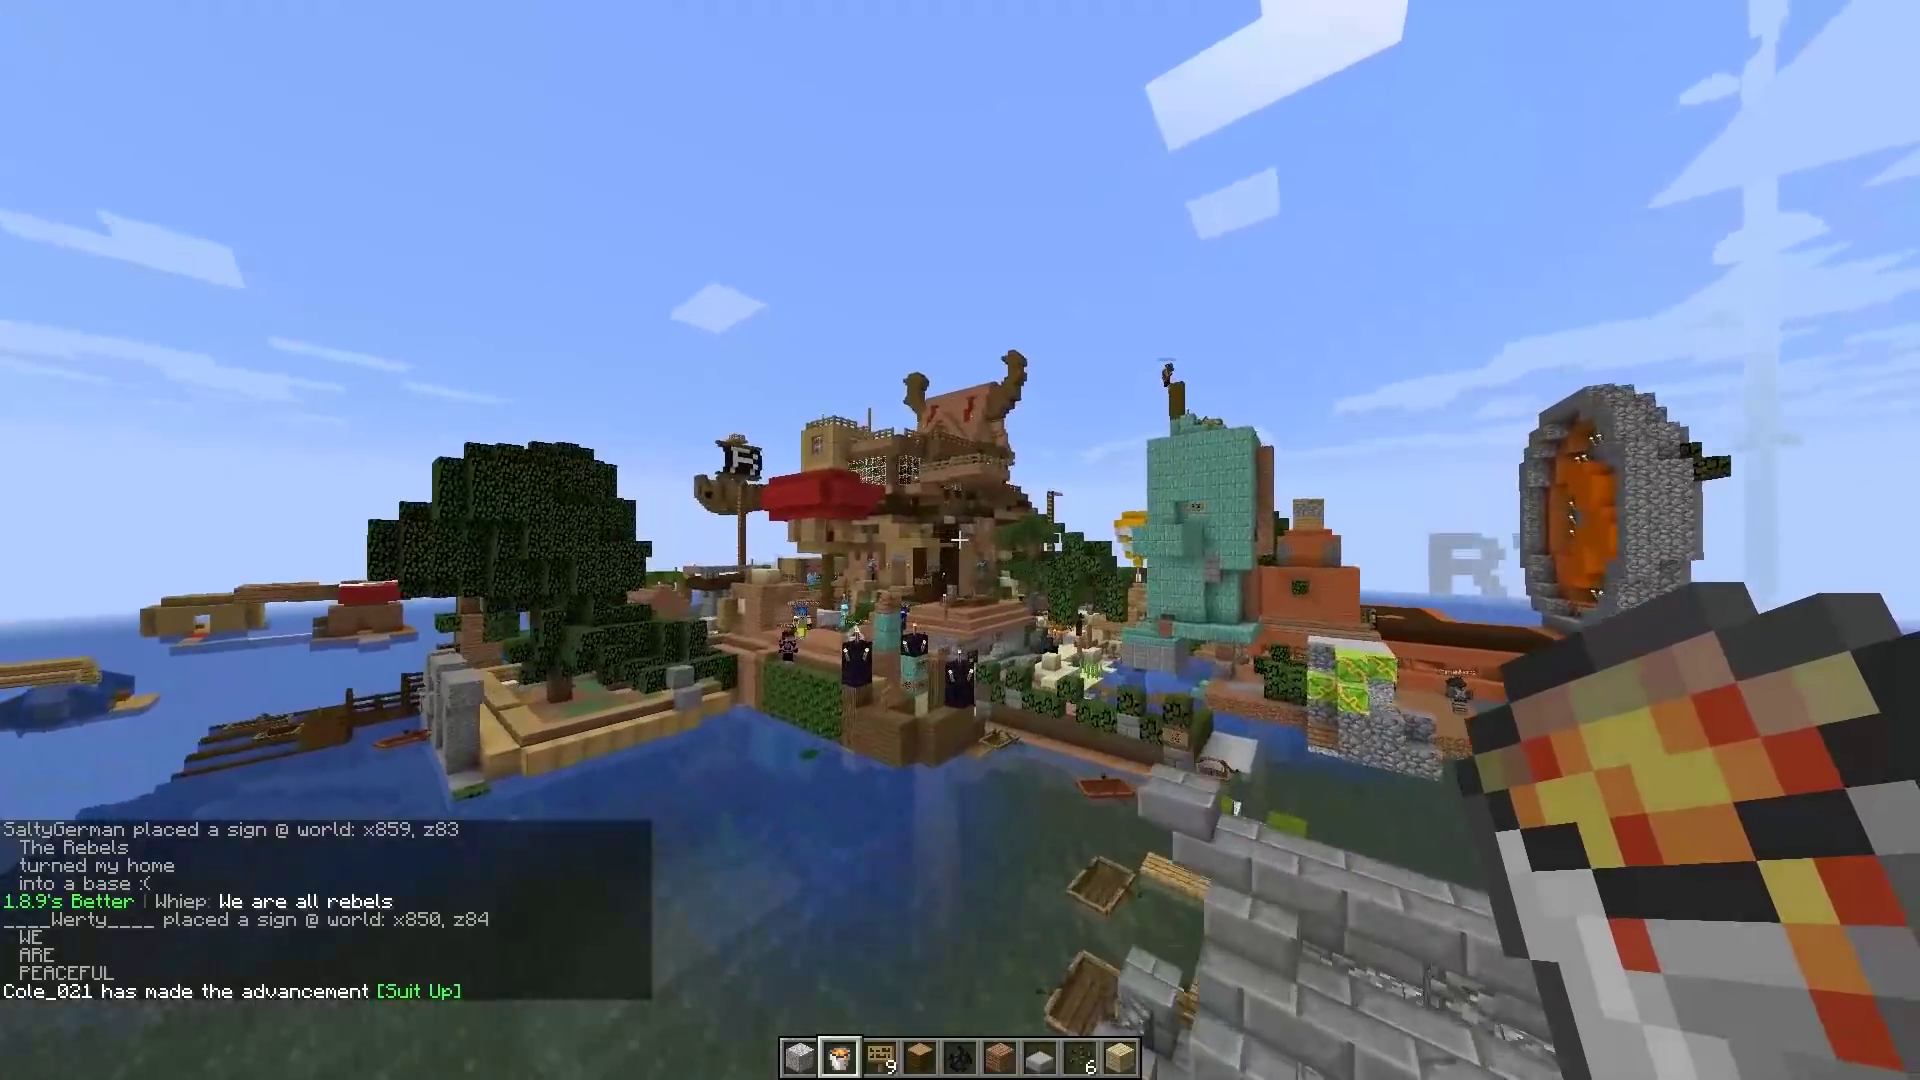 R
R
SaltyGerman placed a sign @ world: x859, z83
The Rebels
turned my home
into a base :(
1.8.9's Better | Whiep: We are all rebels
____Werty____ placed a sign @ world: x850, z84
WE
ARE
PEACEFUL
Cole_021 has made the advancement [Suit Up]
9
6